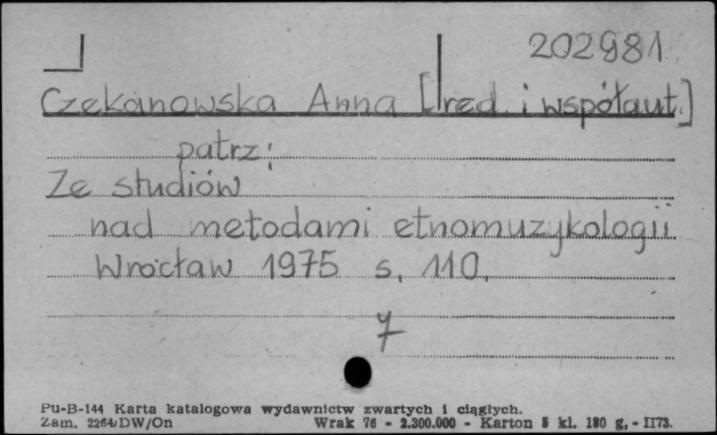 202981
Czekanowska Anna [red. i współaut.]
patrz:
Ze studiów
nad metodami etnomuzykologii
Wrocław 1975 s. 110.
7
Pu-B-144 Karta katalogowa wydawnictw zwartych i ciągłych.
Zam. 2264/DW/On Wrak 76 - 2.300.000 - Karton 5 kl. 180 g. - II73.